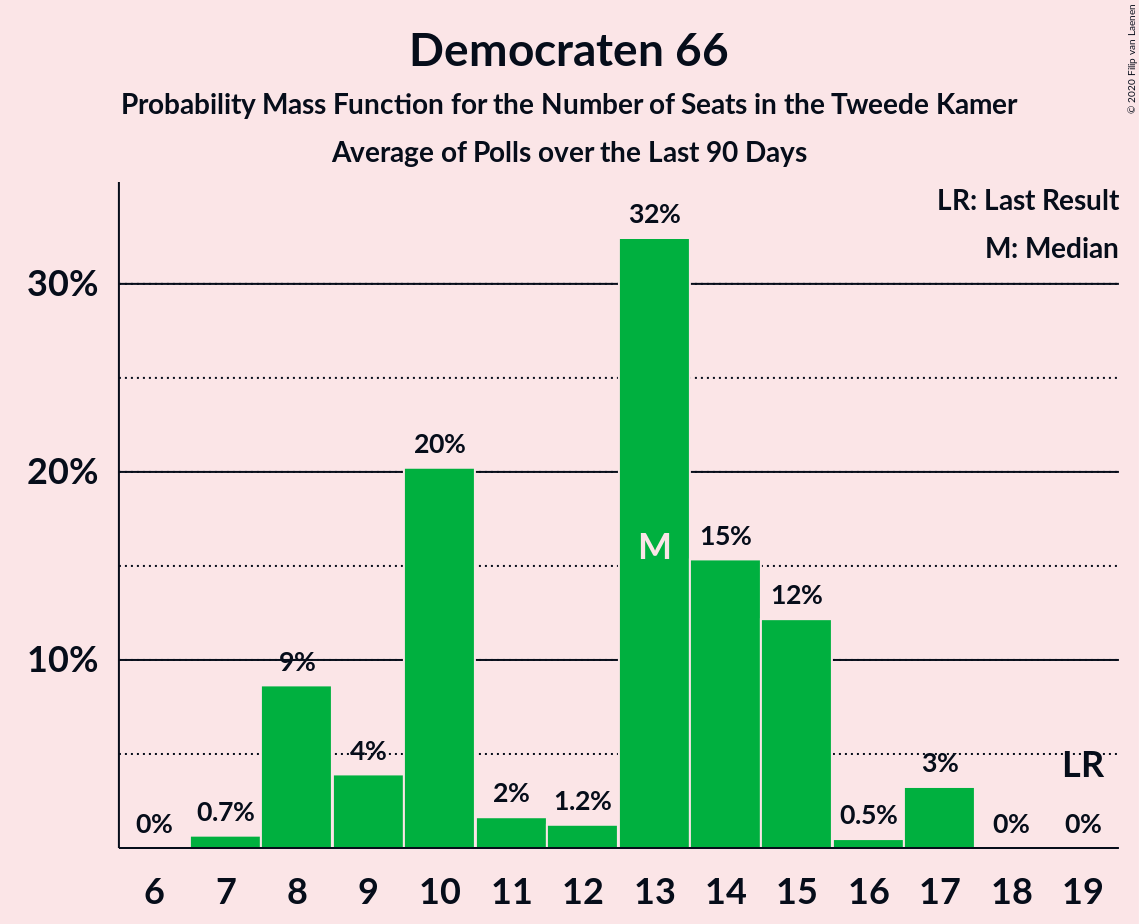 Democraten 66
Probability Mass Function for the Number of Seats in the Tweede Kamer
Average of Polls over the Last 90 Days
© 2020 Filip van Laenen
LR: Last Result
M: Median
30%
20%
10%
0%
0.7%
9%
4%
20%
2%
1.2%
32%
M
15%
12%
0.5%
3%
0%
LR
0%
6 7 8 9 10 11 12 13 14 15 16 17 18 19